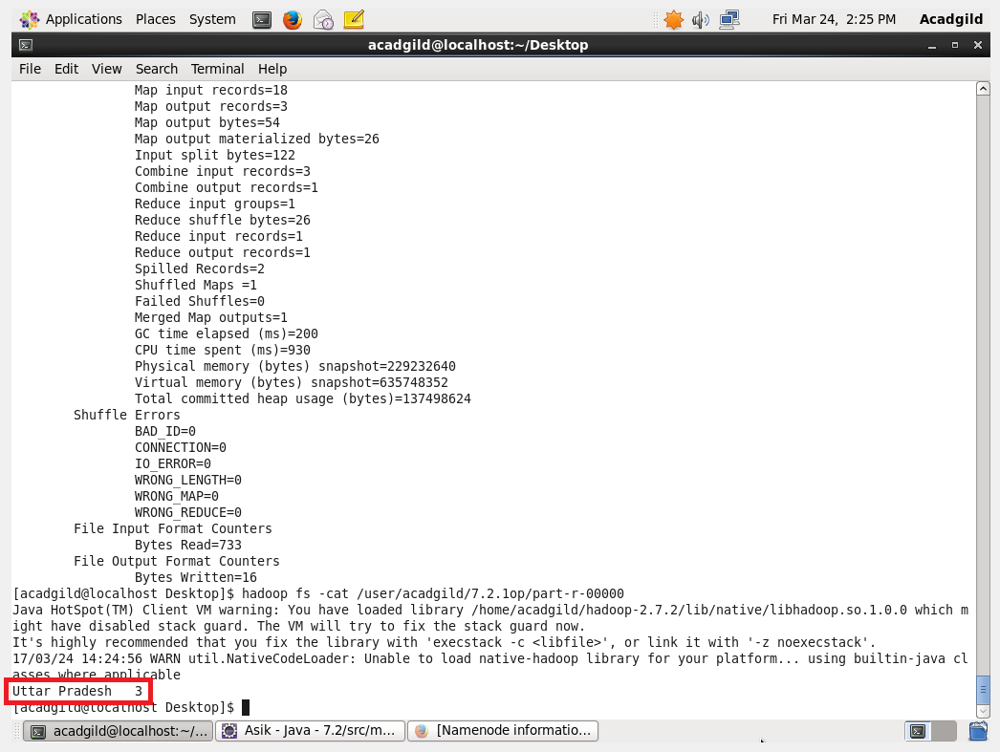 Applications Places System Fri Mar 24, 2:25 PM Acadgild
acadgild@localhost:~/Desktop
File Edit View Search Terminal Help
Map input records=18
Map output records=3
Map output bytes=54
Map output materialized bytes=26
Input split bytes=122
Combine input records=3
Combine output records=1
Reduce input groups=1
Reduce shuffle bytes=26
Reduce input records=1
Reduce output records=1
Spilled Records=2
Shuffled Maps =1
Failed Shuffles=0
Merged Map outputs=1
GC time elapsed (ms)=200
CPU time spent (ms)=930
Physical memory (bytes) snapshot=229232640
Virtual memory (bytes) snapshot=635748352
Total committed heap usage (bytes)=137498624
Shuffle Errors
BAD_ID=0
CONNECTION=0
IO_ERROR=0
WRONG_LENGTH=0
WRONG_MAP=0
WRONG_REDUCE=0
File Input Format Counters
Bytes Read=733
File Output Format Counters
Bytes Written=16
[acadgild@localhost Desktop]$ hadoop fs -cat /user/acadgild/7.2.1op/part-r-00000
Java HotSpot(TM) Client VM warning: You have loaded library /home/acadgild/hadoop-2.7.2/lib/native/libhadoop.so.1.0.0 which m
ight have disabled stack guard. The VM will try to fix the stack guard now.
It's highly recommended that you fix the library with 'execstack -c <libfile>', or link it with '-z noexecstack'.
17/03/24 14:24:56 WARN util.NativeCodeLoader: Unable to load native-hadoop library for your platform... using builtin-java cl
asses where applicable
Uttar Pradesh 3
[acadgild@localhost Desktop]$
acadgild@localhost:~/... Asik - Java - 7.2/src/m... [Namenode informatio...